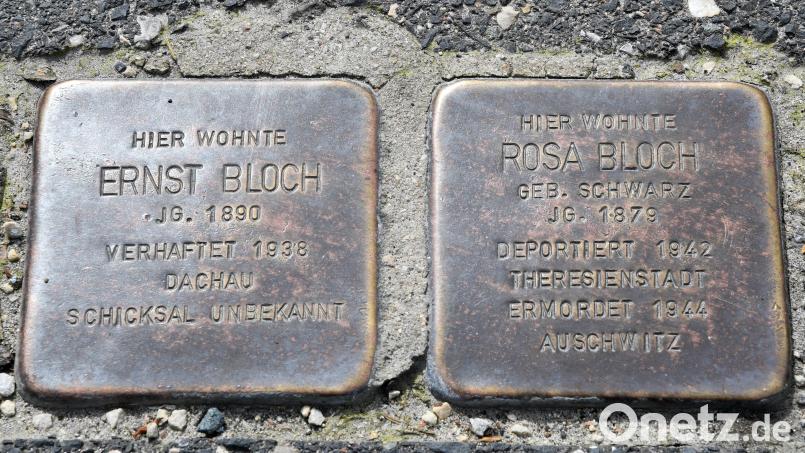 HIER WOHNTE
ERNST BLOCH
JG. 1890
VERHAFTET 1938
DACHAU
SCHICKSAL UNBEKANNT
HIER WOHNTE
ROSA BLOCH
GEB. SCHWARZ
JG. 1879
DEPORTIERT 1942
THERESIENSTADT
ERMORDET 1944
AUSCHWITZ
Onetz.de